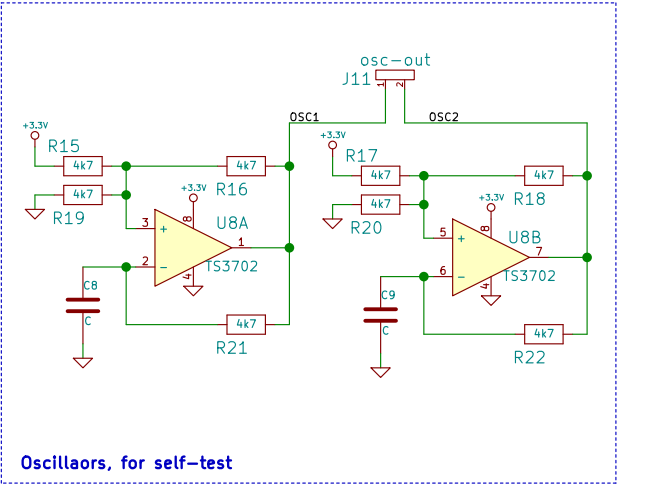 osc-out
J11
1
2
OSC1
OSC2
+3.3V
R15
4k7
4k7
R16
4k7
R19
+3.3V
8
U8A
3
+
1
2
−
TS3702
4
C8
C
4k7
R21
+3.3V
R17
4k7
4k7
R18
4k7
R20
+3.3V
8
U8B
5
+
7
6
−
TS3702
4
C9
C
4k7
R22
Oscillaors, for self-test